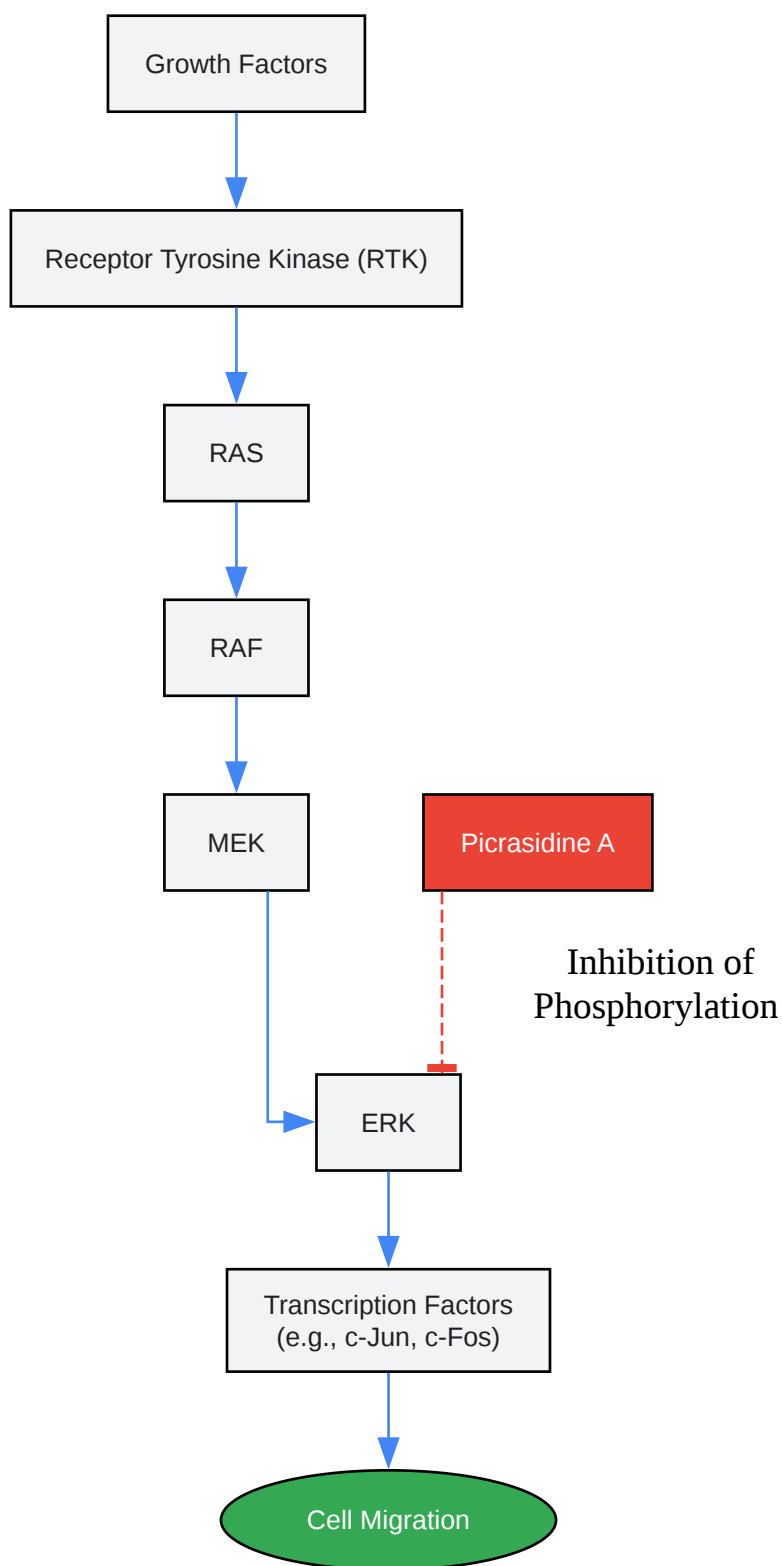 Growth Factors
Receptor Tyrosine Kinase (RTK)
RAS
RAF
MEK
Picrasidine A
Inhibition of
Phosphorylation
ERK
Transcription Factors
(e.g., c-Jun, c-Fos)
Cell Migration